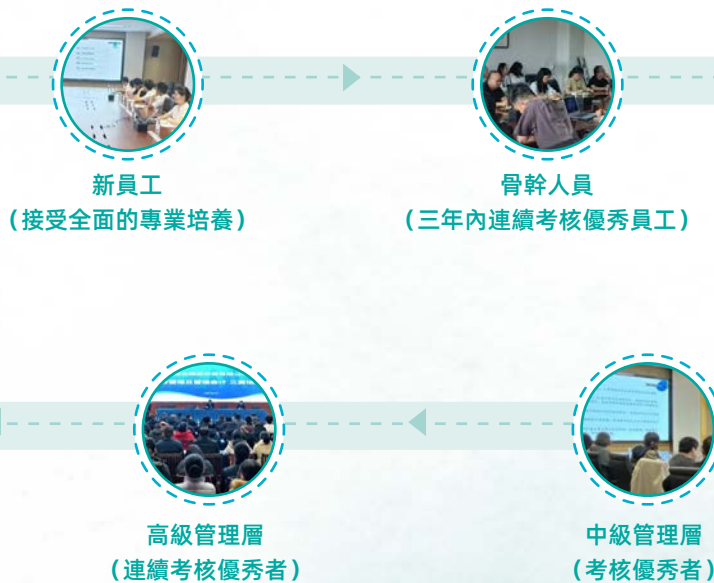 新員工
（接受全面的專業培養）
骨幹人員
（三年內連續考核優秀員工）
高級管理層
（連續考核優秀者）
中級管理層
（考核優秀者）